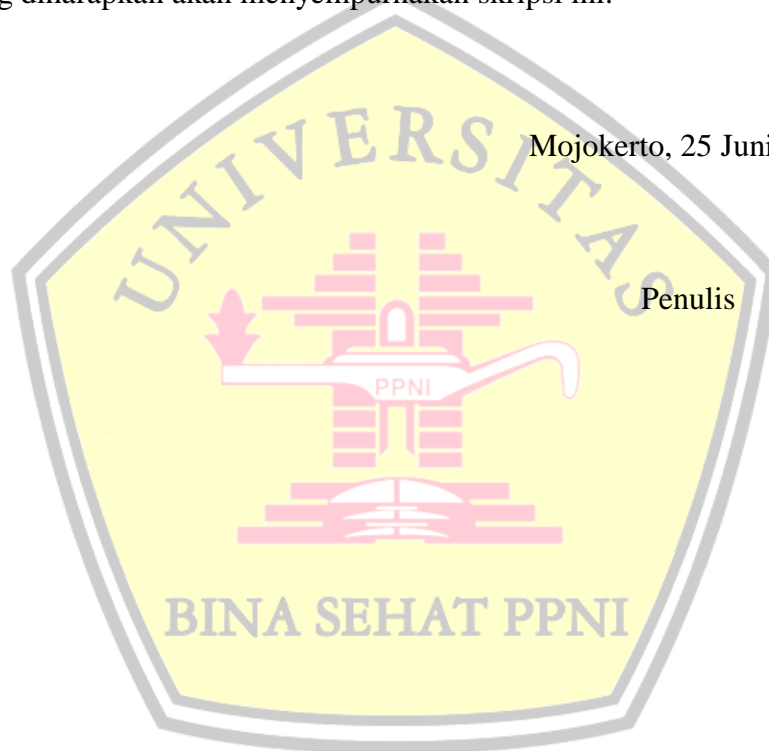 diharapkan akan menyempurnakan skripsi ini.
Mojokerto, 25 Juni
Penulis
UNIVERSITAS
PPNI
BINA SEHAT PPNI